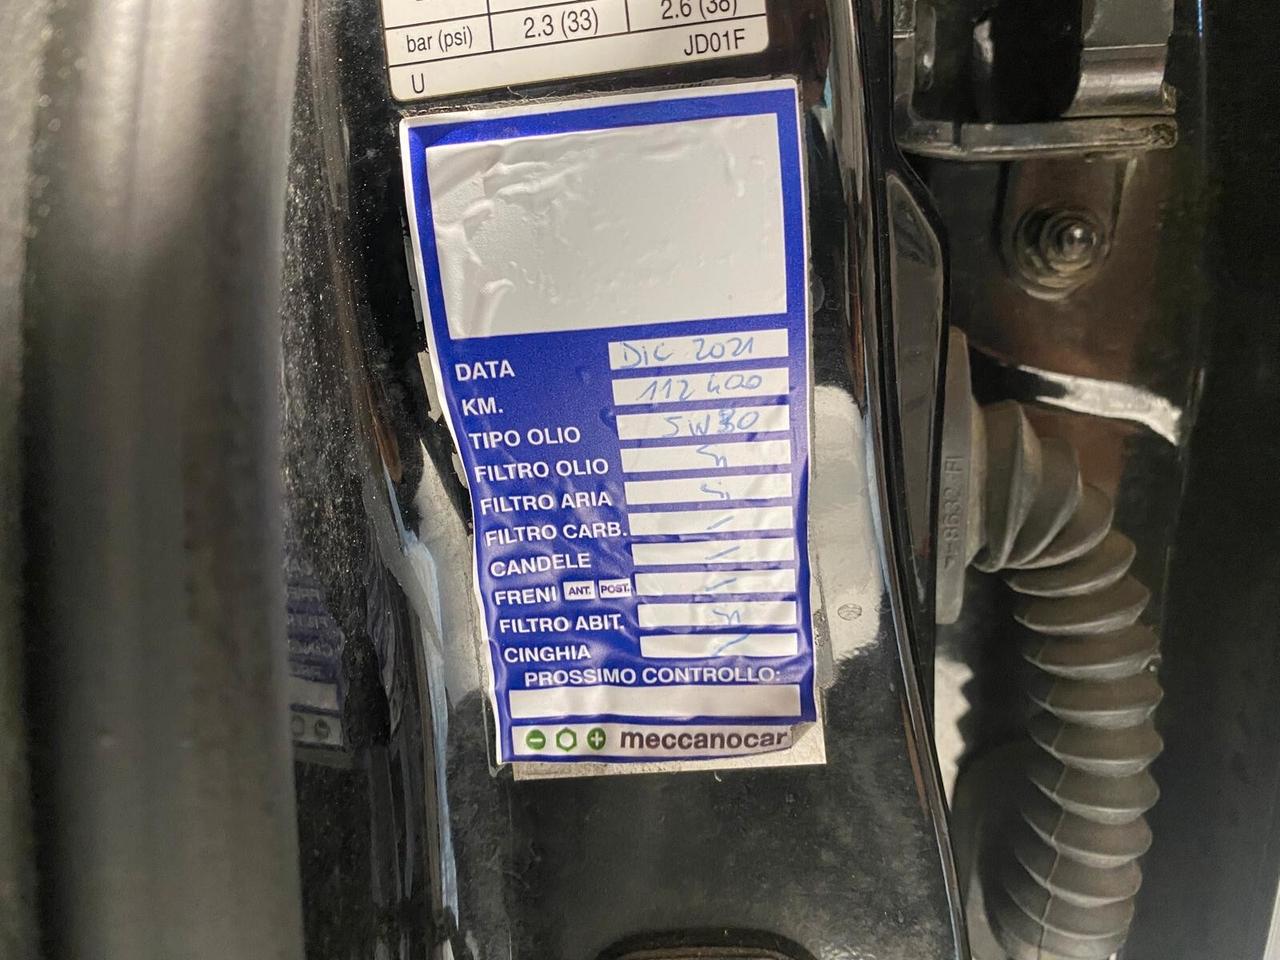 bar (psi) 2.3 (33) 2.6 (38)
U JD01F
DATA Dic 2021
KM. 112400
TIPO OLIO 5W30
FILTRO OLIO Si
FILTRO ARIA Si
FILTRO CARB. /
CANDELE /
FRENI ANT. POST. /
FILTRO ABIT. Si
CINGHIA /
PROSSIMO CONTROLLO:
meccanocar